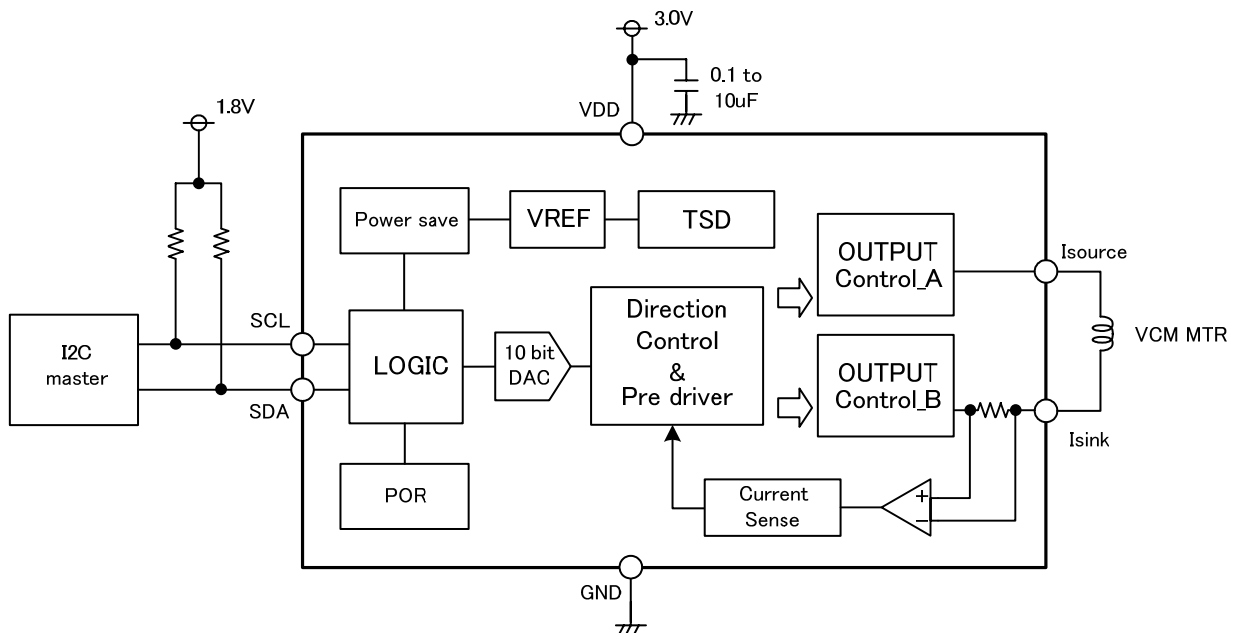 3.0V
0.1 to
10uF
VDD
1.8V
Power save
VREF
TSD
OUTPUT
Control_A
Isource
SCL
I2C
master
LOGIC
10 bit
DAC
Direction
Control
&
Pre driver
VCM MTR
OUTPUT
Control_B
SDA
Isink
POR
Current
Sense
+
−
GND